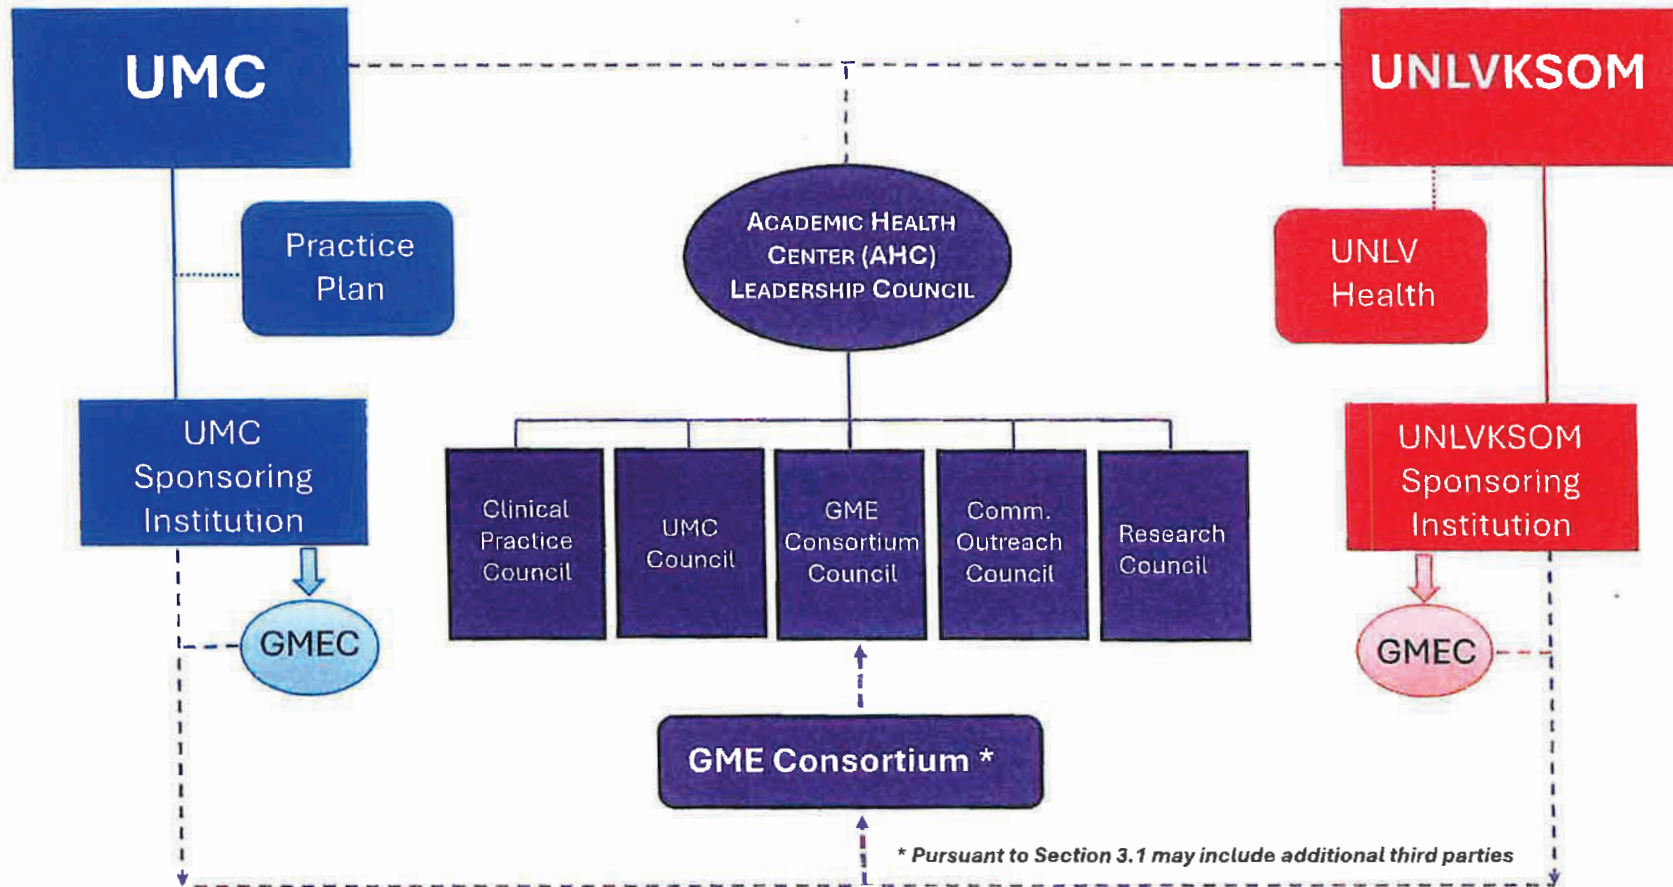 UMC
UNLVKSOM
Practice
Plan
ACADEMIC HEALTH
CENTER (AHC)
LEADERSHIP COUNCIL
UNLV
Health
UMC
Sponsoring
Institution
UNLVKSOM
Sponsoring
Institution
Clinical
Practice
Council
UMC
Council
GME
Consortium
Council
Comm.
Outreach
Council
Research
Council
GMEC
GMEC
GME Consortium *
* Pursuant to Section 3.1 may include additional third parties